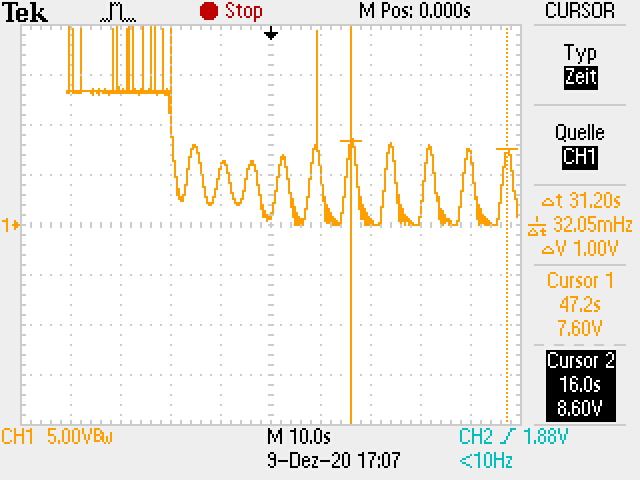 Tek Stop M Pos: 0.000s CURSOR
Typ
Zeit
Quelle
CH1
Δt 31.20s
1/Δt 32.05mHz
ΔV 1.00V
Cursor 1
47.2s
7.60V
Cursor 2
16.0s
8.60V
1
CH1 5.00VBw M 10.0s CH2 1.88V
9-Dez-20 17:07 <10Hz